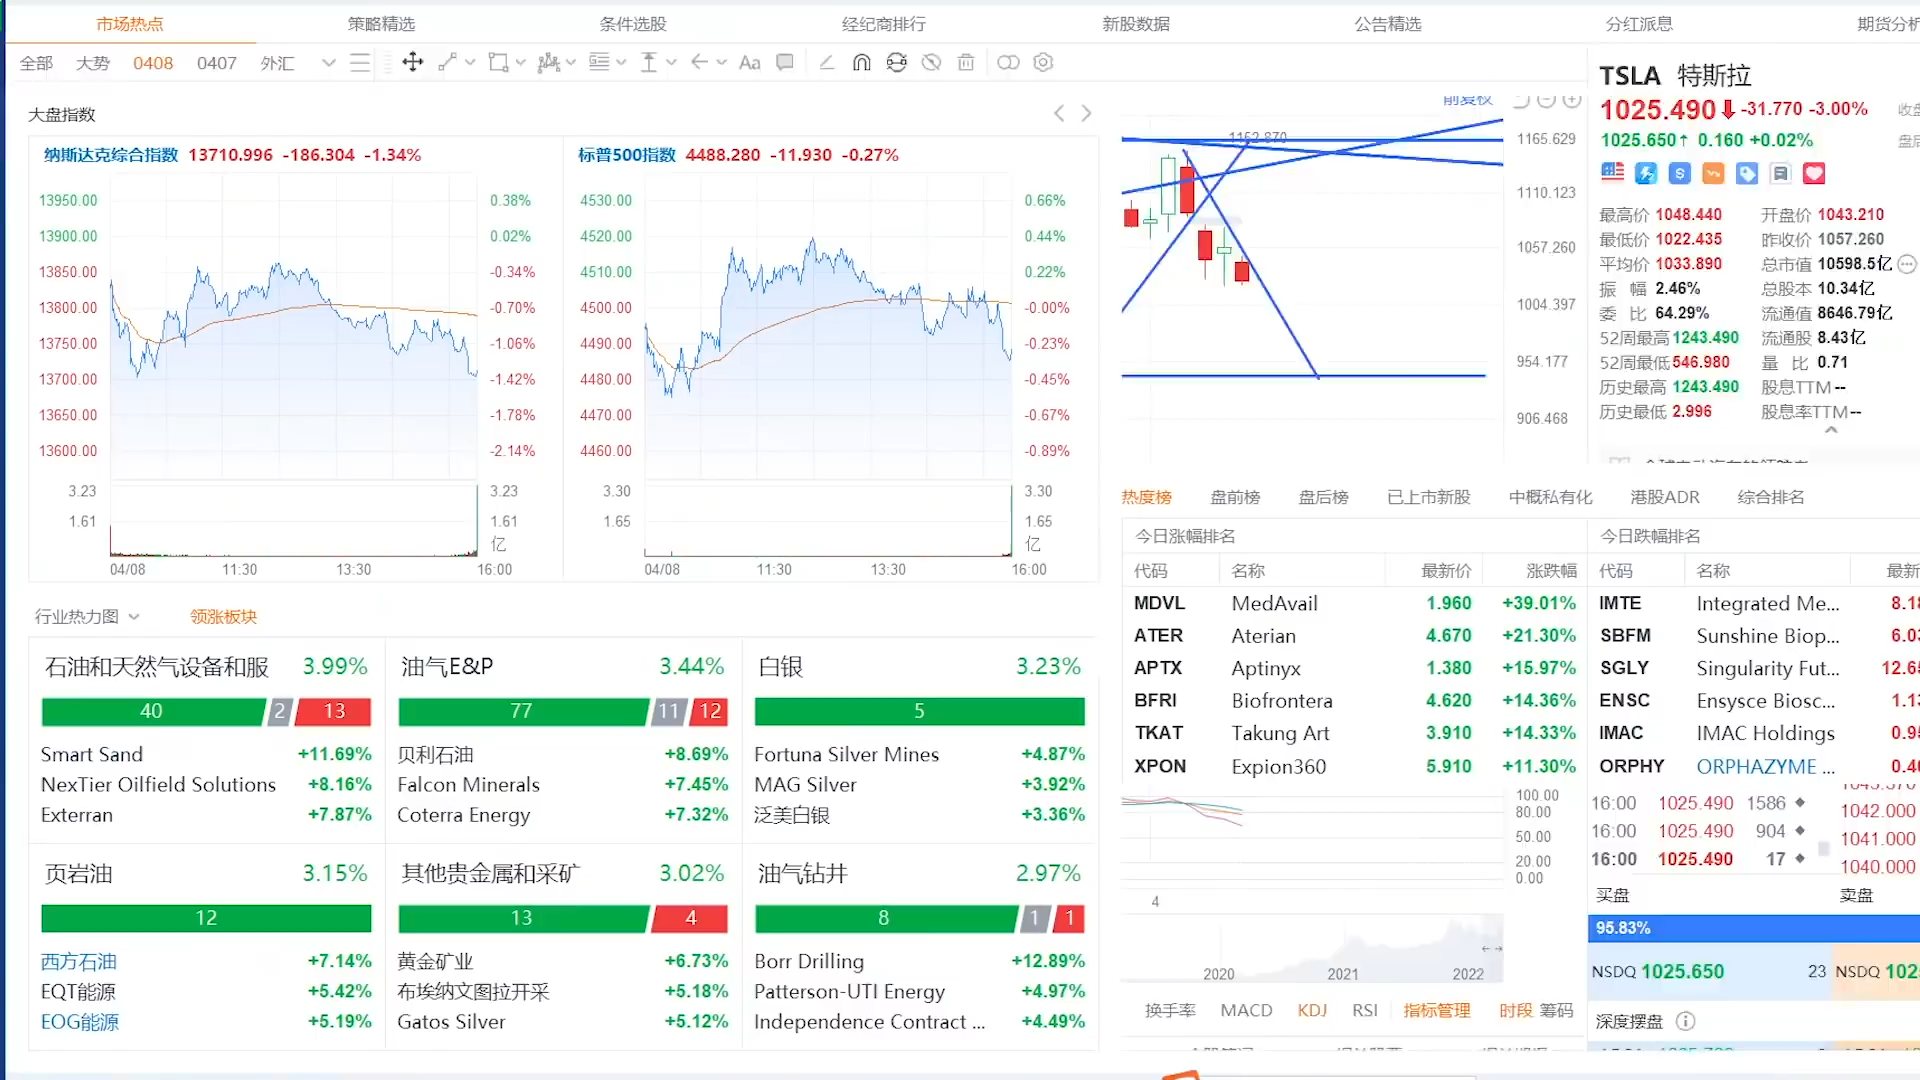 市场热点 策略精选 条件选股 经纪商排行 新股数据 公告精选 分红派息 期货分析
全部 大势 0408 0407 外汇
Aa
大盘指数
纳斯达克综合指数 13710.996 -186.304 -1.34%
13950.00 0.38%
13900.00 0.02%
13850.00 -0.34%
13800.00 -0.70%
13750.00 -1.06%
13700.00 -1.42%
13650.00 -1.78%
13600.00 -2.14%
3.23 3.23
1.61 1.61
亿
04/08 11:30 13:30 16:00
标普500指数 4488.280 -11.930 -0.27%
4530.00 0.66%
4520.00 0.44%
4510.00 0.22%
4500.00 -0.00%
4490.00 -0.23%
4480.00 -0.45%
4470.00 -0.67%
4460.00 -0.89%
3.30 3.30
1.65 1.65
亿
04/08 11:30 13:30 16:00
行业热力图 领涨板块
石油和天然气设备和服 3.99%
40 2 13
Smart Sand +11.69%
NexTier Oilfield Solutions +8.16%
Exterran +7.87%
油气E&P 3.44%
77 11 12
贝利石油 +8.69%
Falcon Minerals +7.45%
Coterra Energy +7.32%
白银 3.23%
5
Fortuna Silver Mines +4.87%
MAG Silver +3.92%
泛美白银 +3.36%
页岩油 3.15%
12
西方石油 +7.14%
EQT能源 +5.42%
EOG能源 +5.19%
其他贵金属和采矿 3.02%
13 4
黄金矿业 +6.73%
布埃纳文图拉开采 +5.18%
Gatos Silver +5.12%
油气钻井 2.97%
8 1 1
Borr Drilling +12.89%
Patterson-UTI Energy +4.97%
Independence Contract ... +4.49%
前复权
1152.870
1165.629
1110.123
1057.260
1004.397
954.177
906.468
TSLA 特斯拉
1025.490 -31.770 -3.00% 收盘
1025.650↑ 0.160 +0.02% 盘后
最高价 1048.440 开盘价 1043.210
最低价 1022.435 昨收价 1057.260
平均价 1033.890 总市值 10598.5亿
振 幅 2.46% 总股本 10.34亿
委 比 64.29% 流通值 8646.79亿
52周最高 1243.490 流通股 8.43亿
52周最低 546.980 量 比 0.71
历史最高 1243.490 股息TTM --
历史最低 2.996 股息率TTM --
热度榜 盘前榜 盘后榜 已上市新股 中概私有化 港股ADR 综合排名
今日涨幅排名
代码 名称 最新价 涨跌幅
MDVL MedAvail 1.960 +39.01%
ATER Aterian 4.670 +21.30%
APTX Aptinyx 1.380 +15.97%
BFRI Biofrontera 4.620 +14.36%
TKAT Takung Art 3.910 +14.33%
XPON Expion360 5.910 +11.30%
今日跌幅排名
代码 名称 最新
IMTE Integrated Me... 8.18
SBFM Sunshine Biop... 6.03
SGLY Singularity Fut... 12.65
ENSC Ensysce Biosc... 1.13
IMAC IMAC Holdings 0.95
ORPHY ORPHAZYME ... 0.40
100.00
80.00
50.00
20.00
0.00
4
2020 2021 2022
换手率 MACD KDJ RSI 指标管理 时段 筹码
16:00 1025.490 1586
16:00 1025.490 904
16:00 1025.490 17
1042.000
1041.000
1040.000
买盘 卖盘
95.83%
NSDQ 1025.650 23 NSDQ 102
深度摆盘